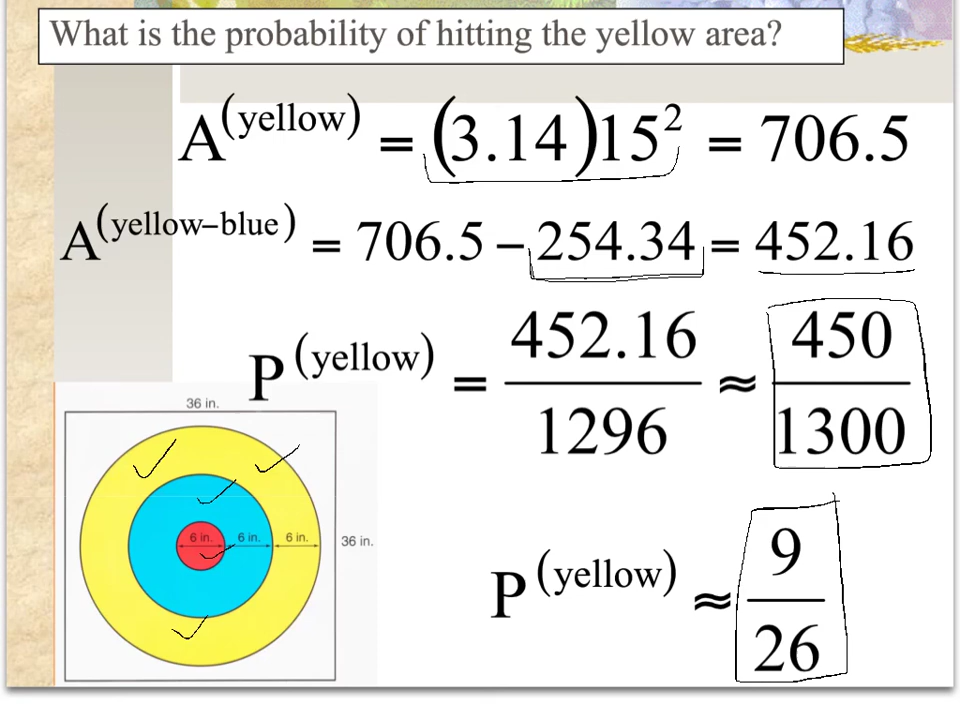 What is the probability of hitting the yellow area?
A^(yellow) = (3.14)15² = 706.5
A^(yellow–blue) = 706.5 − 254.34 = 452.16
P^(yellow) = 452.16/1296 ≈ 450/1300
36 in.
6 in. 6 in. 6 in.
36 in.
P^(yellow) ≈ 9/26